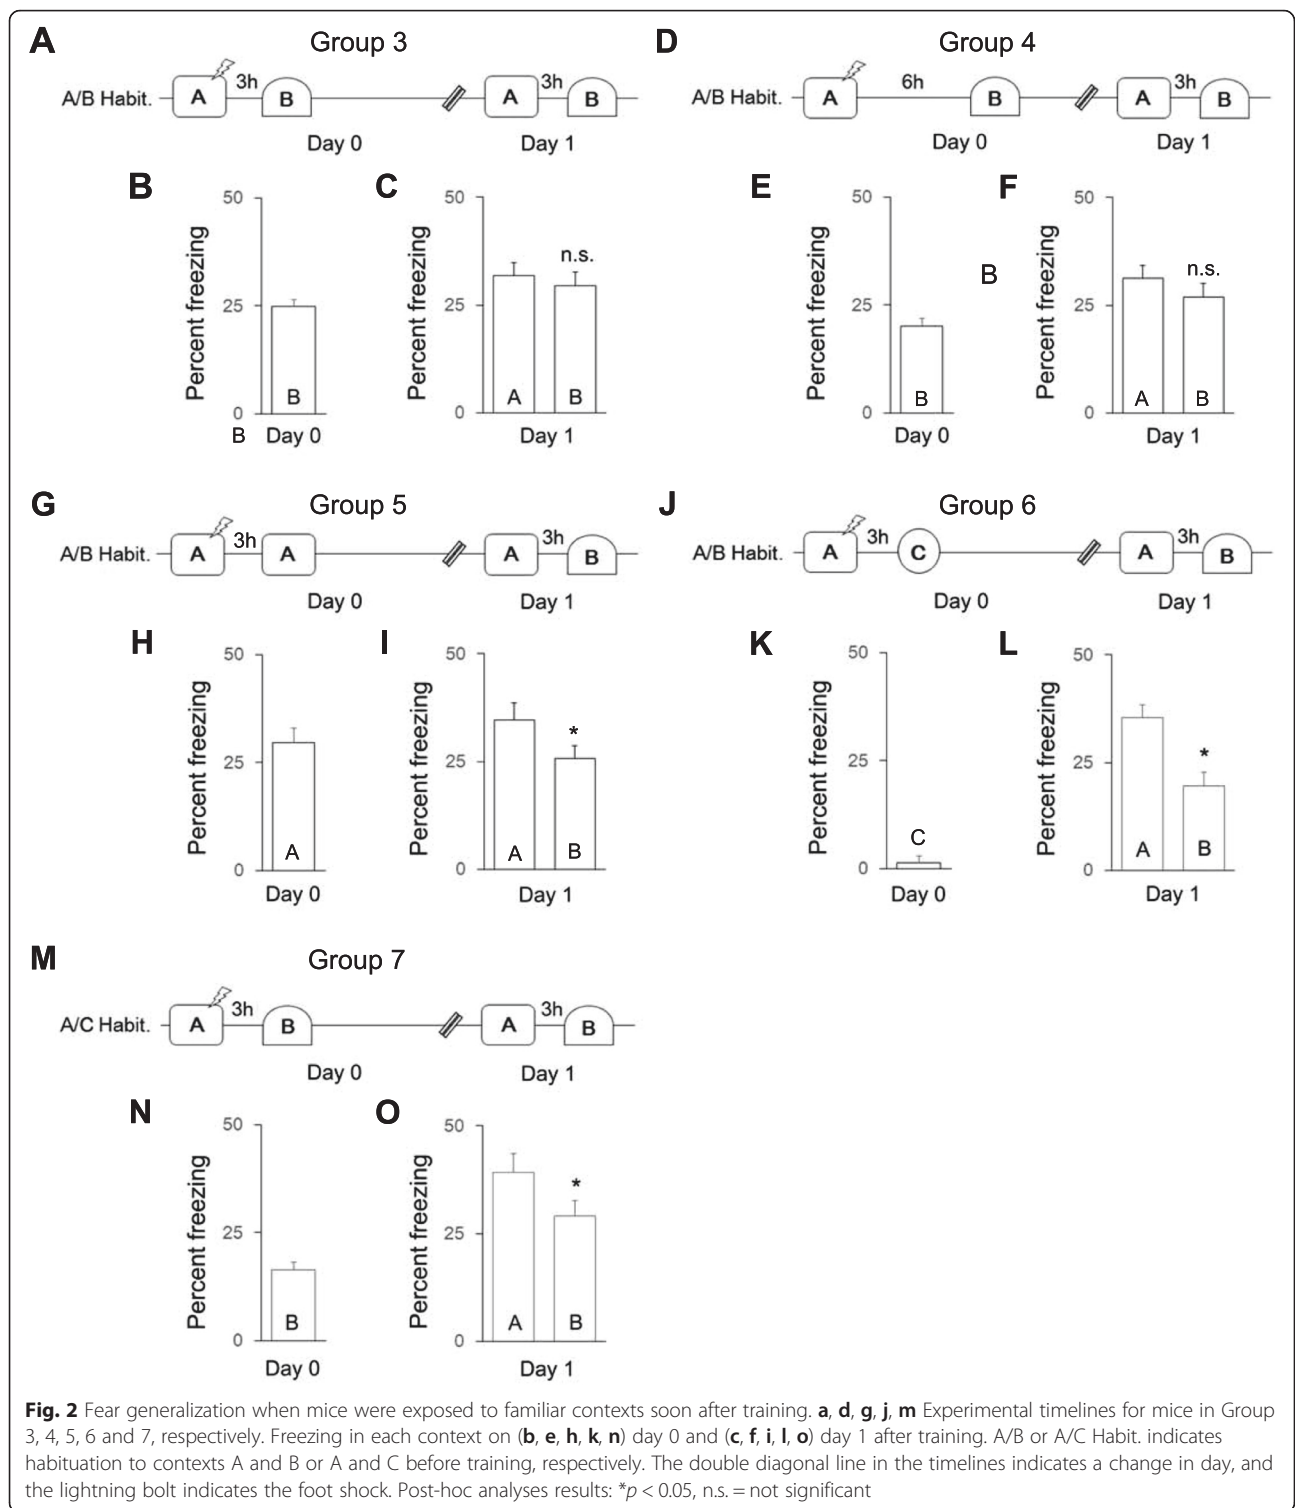 A Group 3
A/B Habit. A 3h B A 3h B
Day 0 Day 1
D Group 4
A/B Habit. A 6h B A 3h B
Day 0 Day 1
B
50
25
0
Percent freezing
B
B Day 0
C
50
25
0
Percent freezing
n.s.
A B
Day 1
E
50
25
0
Percent freezing
B
Day 0
B
F
50
25
0
Percent freezing
n.s.
A B
Day 1
G Group 5
A/B Habit. A 3h A A 3h B
Day 0 Day 1
J Group 6
A/B Habit. A 3h C A 3h B
Day 0 Day 1
H
50
25
0
Percent freezing
A
Day 0
I
50
25
0
Percent freezing
*
A B
Day 1
K
50
25
0
Percent freezing
C
Day 0
L
50
25
0
Percent freezing
*
A B
Day 1
M Group 7
A/C Habit. A 3h B A 3h B
Day 0 Day 1
N
50
25
0
Percent freezing
B
Day 0
O
50
25
0
Percent freezing
*
A B
Day 1
Fig. 2 Fear generalization when mice were exposed to familiar contexts soon after training. a, d, g, j, m Experimental timelines for mice in Group
3, 4, 5, 6 and 7, respectively. Freezing in each context on (b, e, h, k, n) day 0 and (c, f, i, l, o) day 1 after training. A/B or A/C Habit. indicates
habituation to contexts A and B or A and C before training, respectively. The double diagonal line in the timelines indicates a change in day, and
the lightning bolt indicates the foot shock. Post-hoc analyses results: *p < 0.05, n.s. = not significant